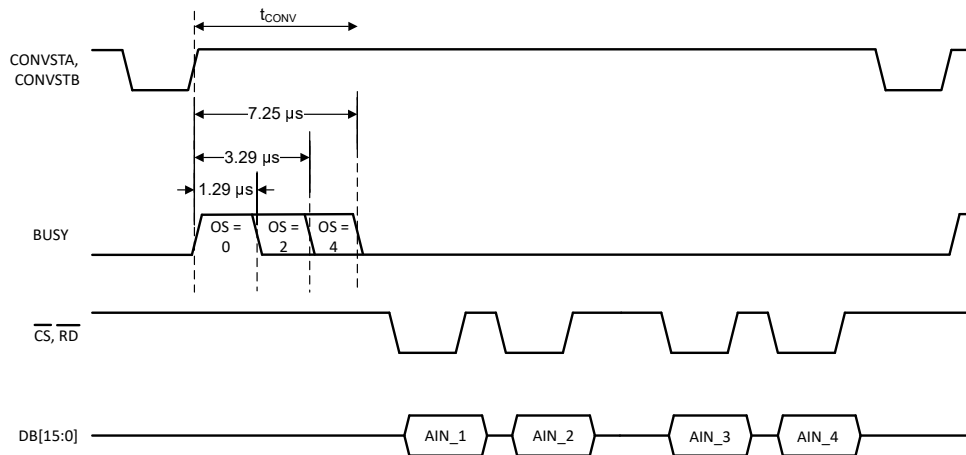 tCONV
CONVSTA,
CONVSTB
7.25 µs
3.29 µs
1.29 µs
BUSY
OS =
0
OS =
2
OS =
4
CS, RD
DB[15:0]
AIN_1
AIN_2
AIN_3
AIN_4